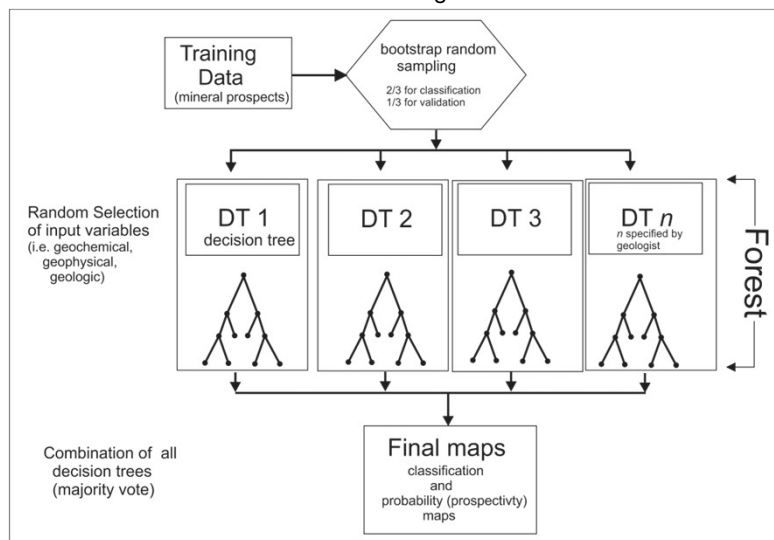 Training
Data
(mineral prospects)
bootstrap random
sampling
2/3 for classification
1/3 for validation
Random Selection
of input variables
(i.e. geochemical,
geophysical,
geologic)
DT 1
decision tree
DT 2
DT 3
DT n
n specified by
geologist
Forest
Combination of all
decision trees
(majority vote)
Final maps
classification
and
probability (prospectivty)
maps